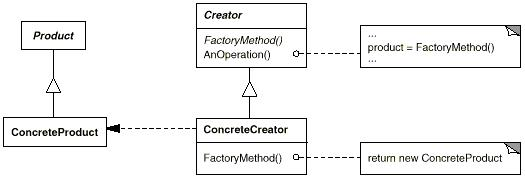 Creator
Product
FactoryMethod()
AnOperation()
...
product = FactoryMethod()
...
ConcreteProduct
ConcreteCreator
FactoryMethod()
return new ConcreteProduct